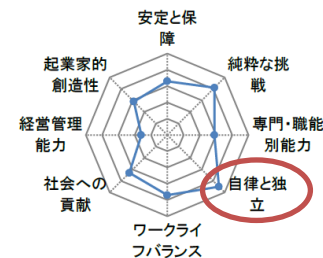 安定と保
障
起業家的
創造性
純粋な挑
戦
経営管理
能力
専門・職能
別能力
社会への
貢献
自律と独
立
ワークライ
フバランス